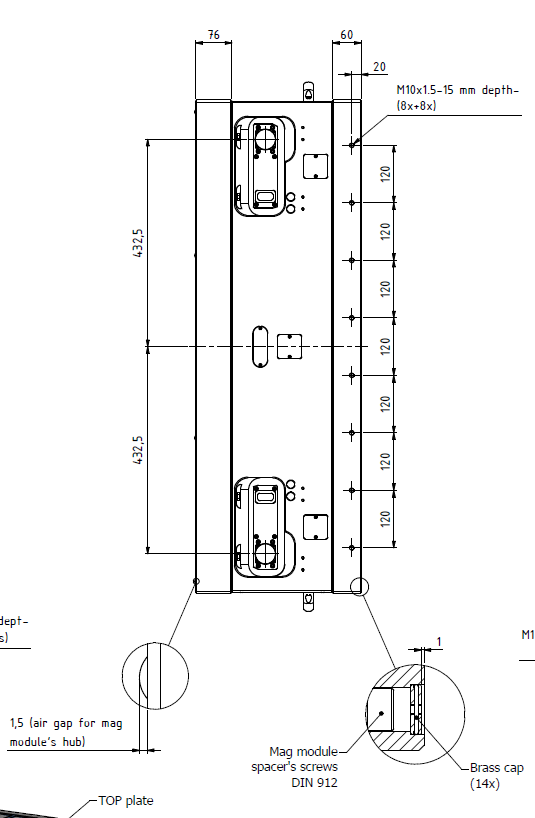 76
60
20
M10x1.5-15 mm depth-
(8x+8x)
432,5
120
120
120
120
120
120
120
432,5
dept-
s)
1,5 (air gap for mag
module's hub)
1
M1
Mag module
spacer's screws
DIN 912
Brass cap
(14x)
TOP plate